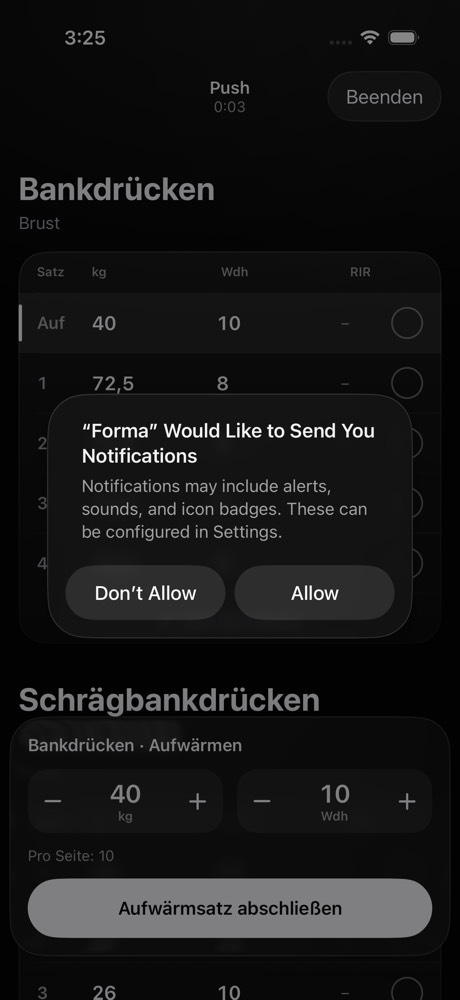 3:25
Push
0:03
Beenden
Bankdrücken
Brust
Satz kg Wdh RIR
Auf 40 10 –
1 72,5 8 –
2
3
4
“Forma” Would Like to Send You
Notifications
Notifications may include alerts,
sounds, and icon badges. These can
be configured in Settings.
Don’t Allow Allow
Schrägbankdrücken
Bankdrücken · Aufwärmen
− 40 + − 10 +
kg Wdh
Pro Seite: 10
Aufwärmsatz abschließen
3 26 10 –